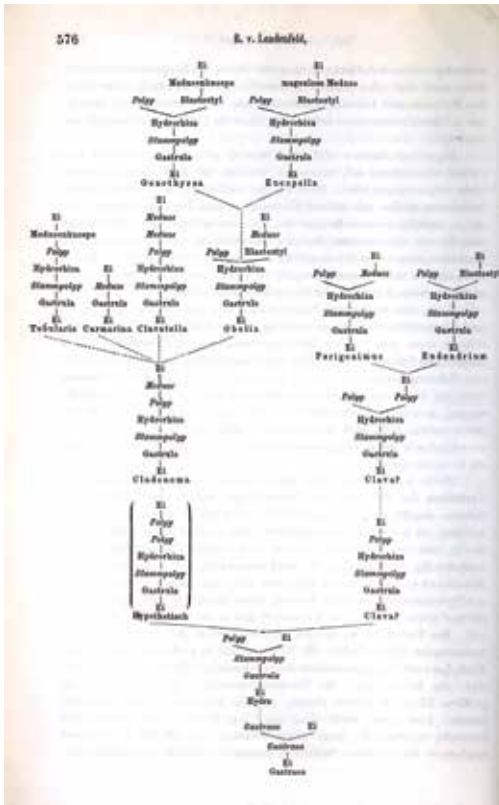 576
R. v. Lendenfeld,
Ei Ei
Medusenknospe magenlose Meduse
Polyp Blastostyl Polyp Blastostyl
Hydrorhiza Hydrorhiza
Stammpolyp Stammpolyp
Gastrula Gastrula
Ei Ei
Gonothyraea Eucopella
Ei
Ei Meduse Ei
Medusenknospe Meduse Meduse
Polyp Ei Polyp Polyp Blastostyl Ei Ei
Hydrorhiza Hydrorhiza Hydrorhiza Polyp Meduse Polyp Blastostyl
Stammpolyp Meduse Stammpolyp Stammpolyp Hydrorhiza Hydrorhiza
Gastrula Gastrula Gastrula Gastrula Stammpolyp Stammpolyp
Ei Ei Ei Ei Gastrula Gastrula
Tubularia Carmarina Clavatella Obelia Ei Ei
Perigonimus Eudendrium
Ei Ei
Meduse
Polyp Polyp Polyp
Hydrorhiza Hydrorhiza
Stammpolyp Stammpolyp
Gastrula Gastrula
Ei Ei
Cladonema Clava?
Ei
Polyp Ei
Polyp Polyp
Hydrorhiza Hydrorhiza
Stammpolyp Stammpolyp
Gastrula Gastrula
Ei Ei
Hypothetisch Clava?
Polyp Ei
Stammpolyp
Gastrula
Ei
Hydra
Gastraea Ei
Gastraea
Ei
Gastraea